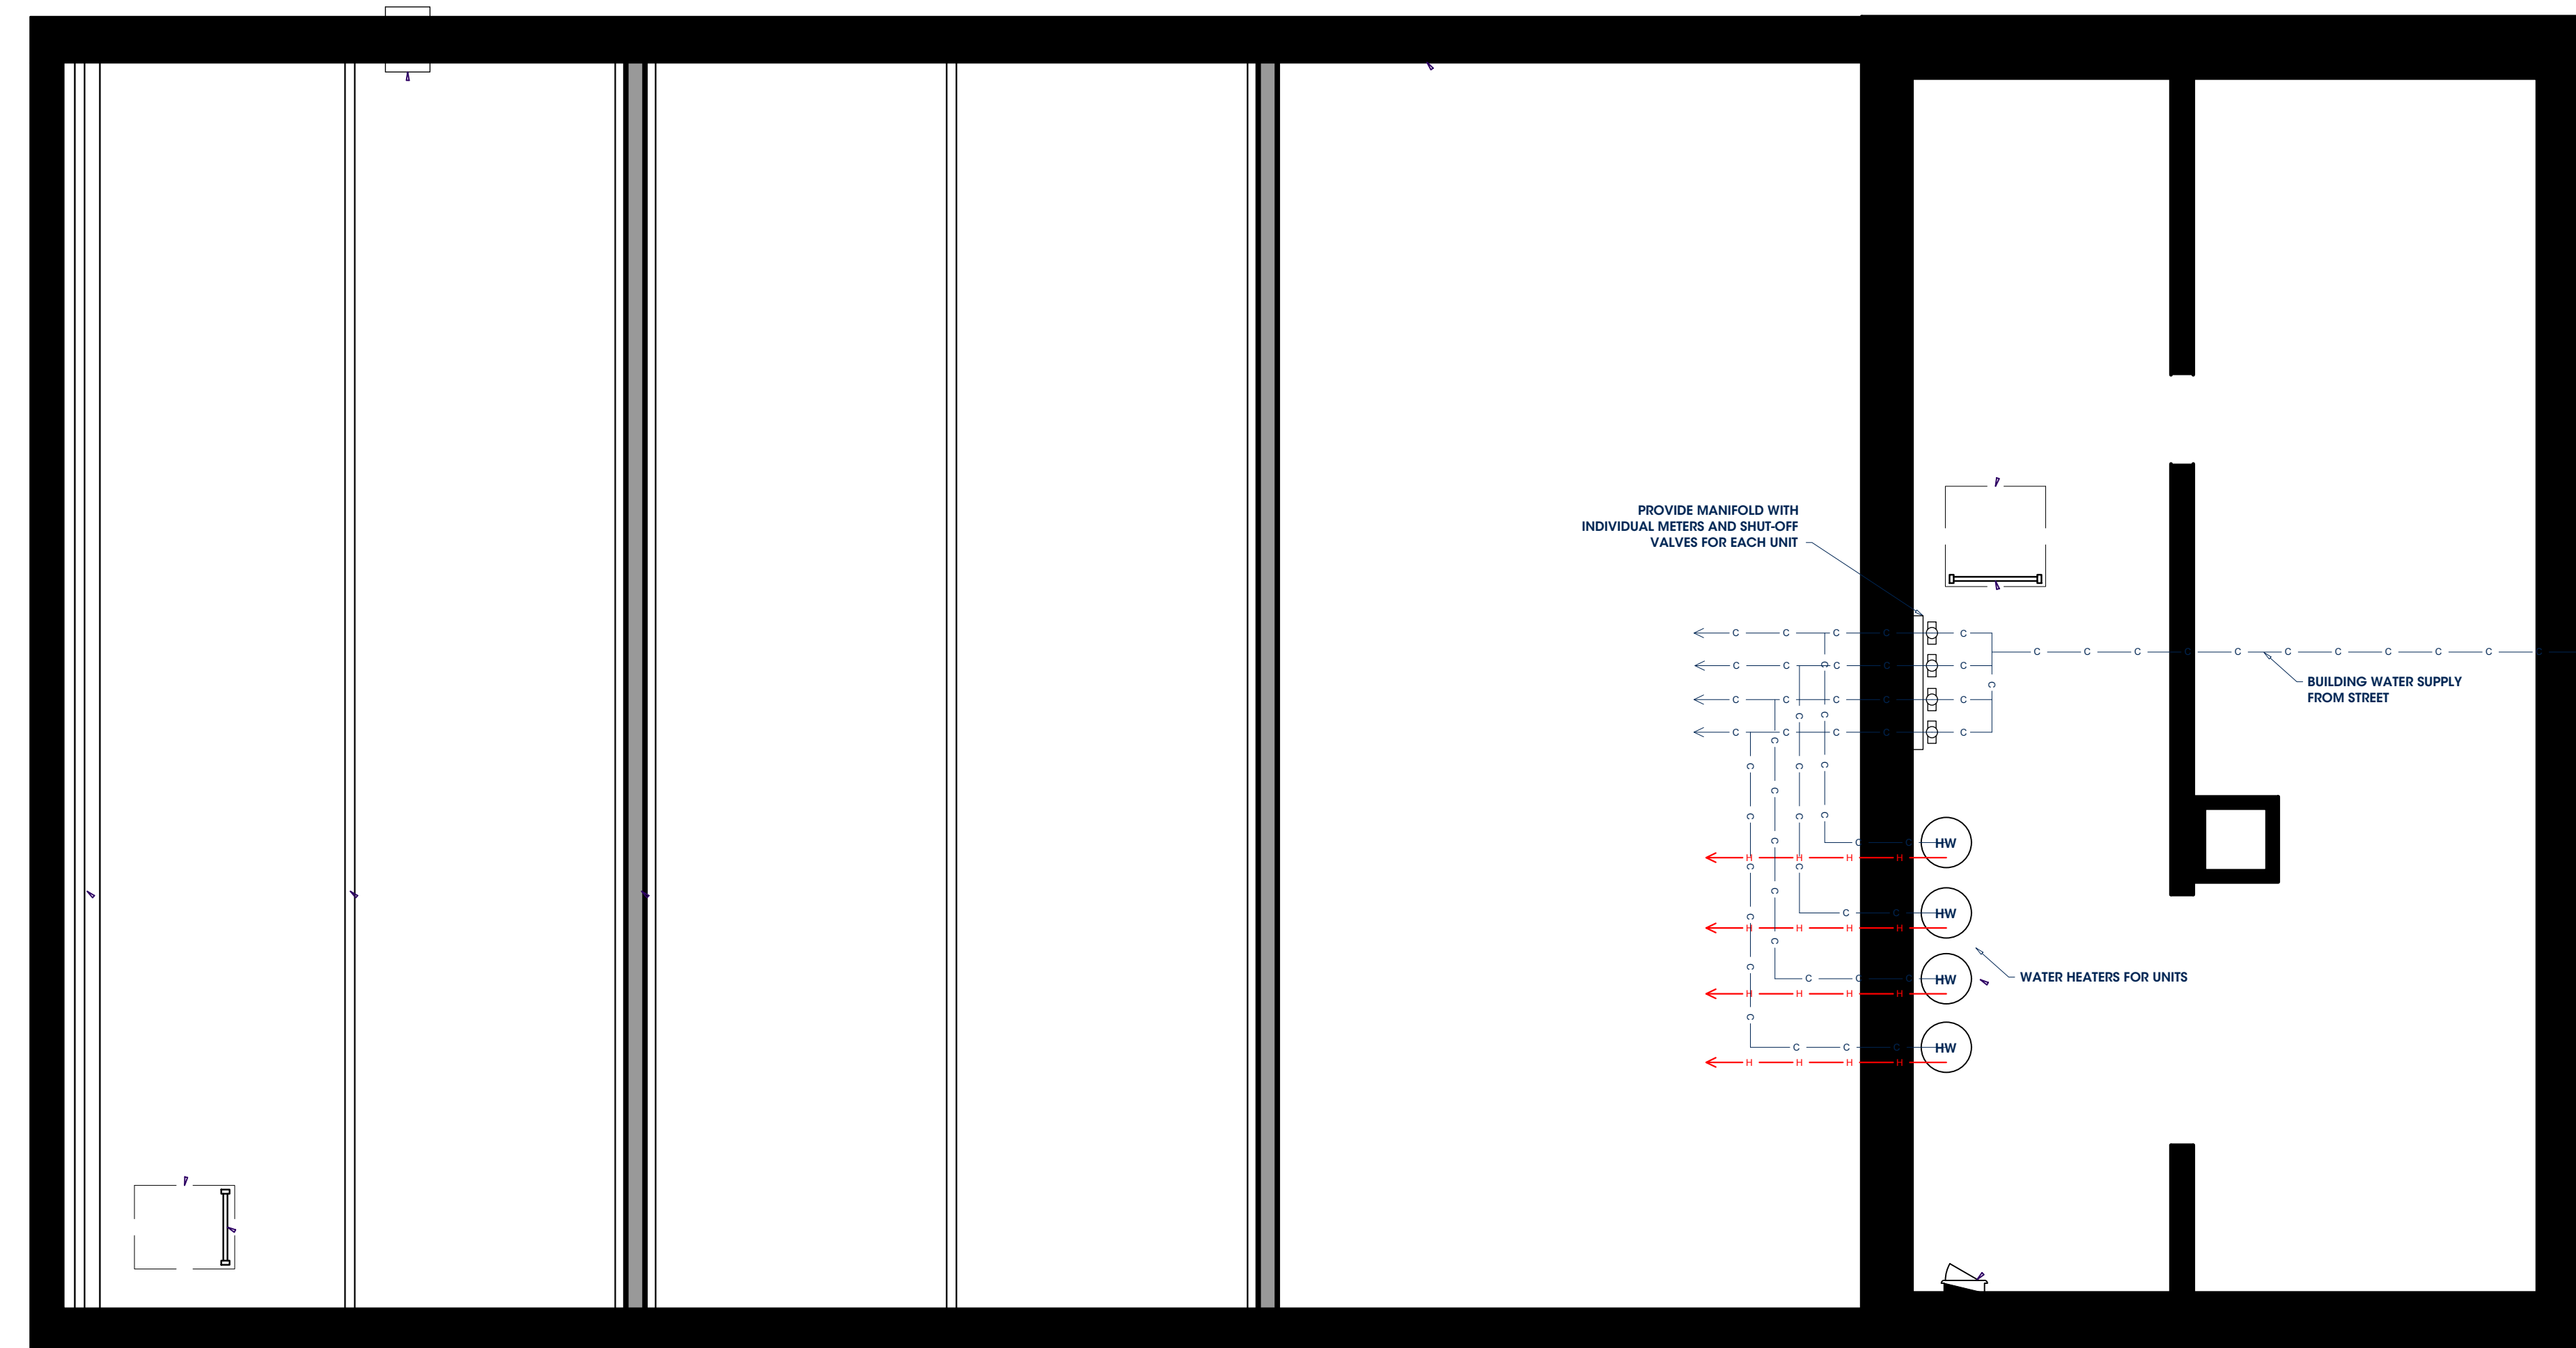 PROVIDE MANIFOLD WITH
INDIVIDUAL METERS AND SHUT-OFF
VALVES FOR EACH UNIT
C C C C C
C C C C C C C C C C C
C C C C C
BUILDING WATER SUPPLY
FROM STREET
C C C C C
C C C C C
C
C C C C
C C C
C C C C C
C C C C C C
C C HW
H H H H
C C HW
H H H H
WATER HEATERS FOR UNITS
C C C HW
H H H H
C C C HW
H H H H